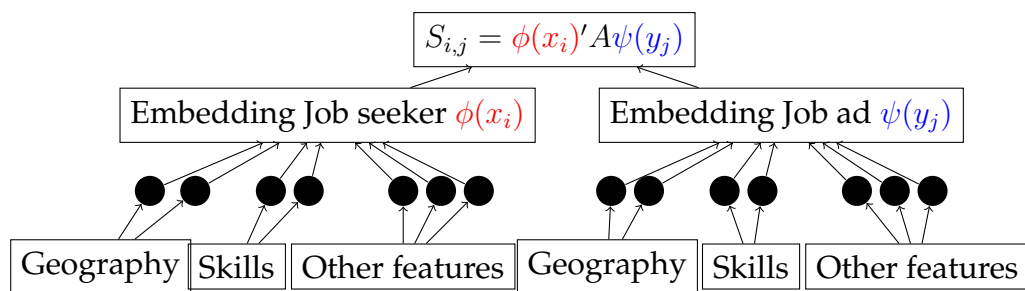 S_{i,j} = ϕ(x_i)′Aψ(y_j)
Embedding Job seeker ϕ(x_i)
Embedding Job ad ψ(y_j)
Geography
Skills
Other features
Geography
Skills
Other features